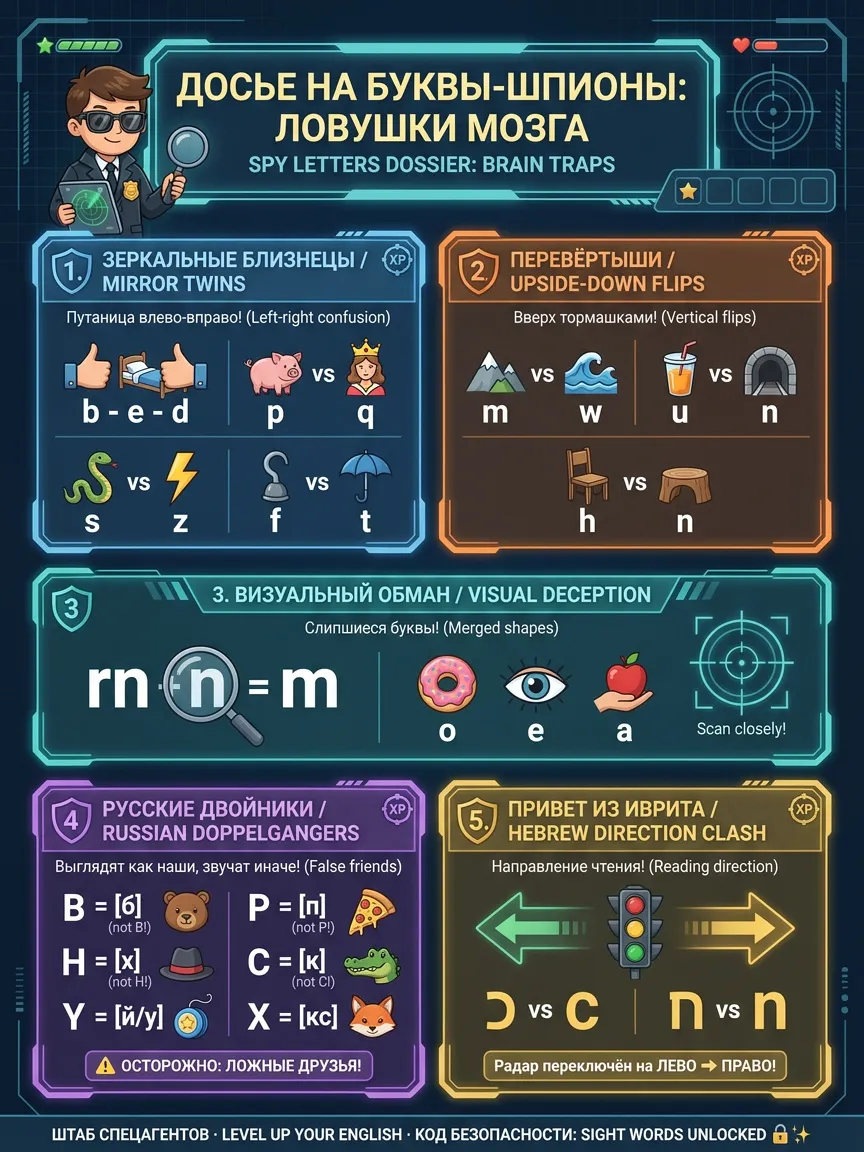 ДОСЬЕ НА БУКВЫ-ШПИОНЫ:
ЛОВУШКИ МОЗГА
SPY LETTERS DOSSIER: BRAIN TRAPS
1. ЗЕРКАЛЬНЫЕ БЛИЗНЕЦЫ /
MIRROR TWINS
XP
Путаница влево-вправо! (Left-right confusion)
b - e - d
vs
p q
vs
s z
vs
f t
2. ПЕРЕВЁРТЫШИ /
UPSIDE-DOWN FLIPS
XP
Вверх тормашками! (Vertical flips)
vs
m w
vs
u n
vs
h n
3
3. ВИЗУАЛЬНЫЙ ОБМАН / VISUAL DECEPTION
Слипшиеся буквы! (Merged shapes)
rn + n = m
o e a
Scan closely!
4 РУССКИЕ ДВОЙНИКИ /
RUSSIAN DOPPELGANGERS
XP
Выглядят как наши, звучат иначе! (False friends)
B = [б]
(not B!)
P = [п]
(not P!)
H = [х]
(not H!)
C = [к]
(not C!)
Y = [й/у]
X = [кс]
ОСТОРОЖНО: ЛОЖНЫЕ ДРУЗЬЯ!
5. ПРИВЕТ ИЗ ИВРИТА /
HEBREW DIRECTION CLASH
XP
Направление чтения! (Reading direction)
כ vs c
ח vs n
Радар переключён на ЛЕВО → ПРАВО!
ШТАБ СПЕЦАГЕНТОВ · LEVEL UP YOUR ENGLISH · КОД БЕЗОПАСНОСТИ: SIGHT WORDS UNLOCKED